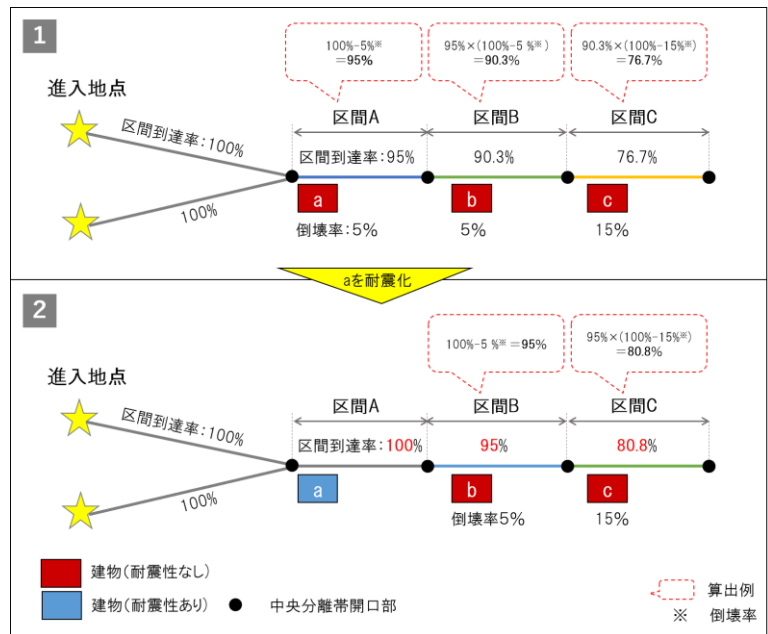 1
100%-5%※
=95%
95%×(100%-5 %※)
=90.3%
90.3%×(100%-15%※)
=76.7%
進入地点
区間A
区間B
区間C
区間到達率:100%
区間到達率:95%
90.3%
76.7%
100%
a
b
c
倒壊率:5%
5%
15%
aを耐震化
2
100%-5 %※ =95%
95%×(100%-15%※)
=80.8%
進入地点
区間A
区間B
区間C
区間到達率:100%
区間到達率:100%
95%
80.8%
100%
a
b
c
倒壊率5%
15%
建物(耐震性なし)
建物(耐震性あり)
中央分離帯開口部
算出例
※ 倒壊率